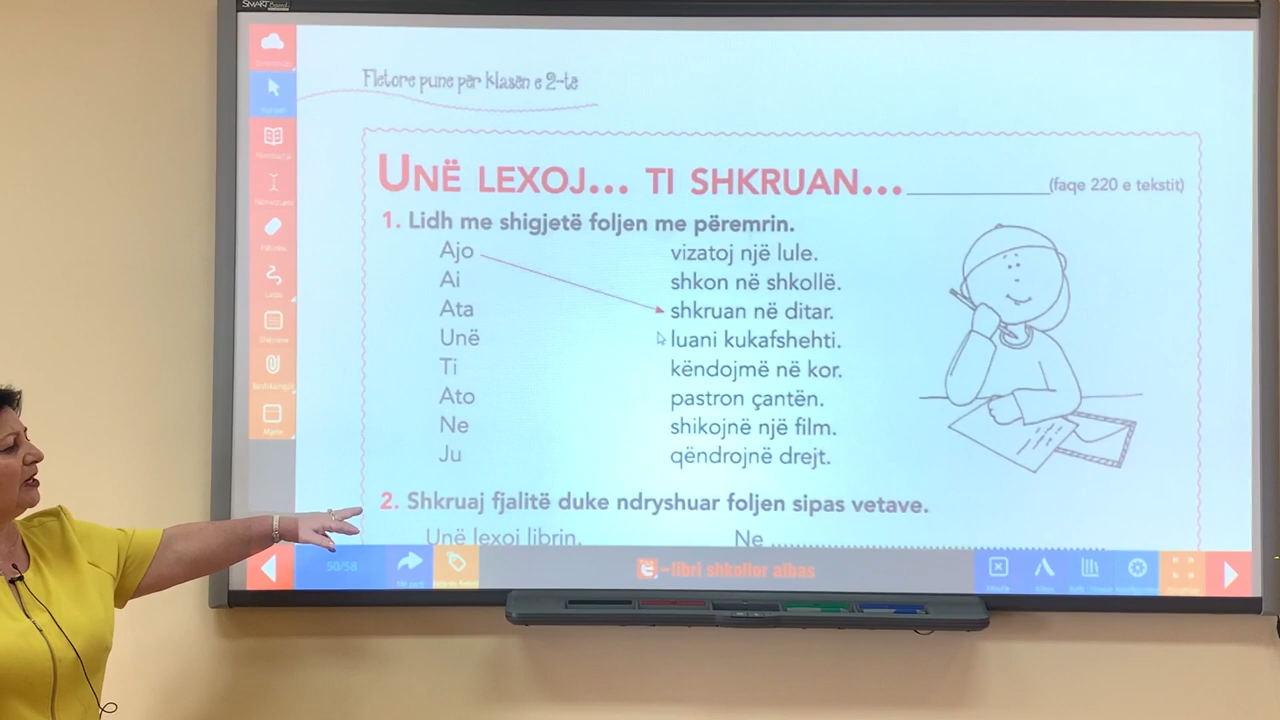 SMART Board
Fletore pune për klasën e 2-të
UNË LEXOJ... TI SHKRUAN...
(faqe 220 e tekstit)
1. Lidh me shigjetë foljen me përemrin.
Ajo vizatoj një lule.
Ai shkon në shkollë.
Ata shkruan në ditar.
Unë luani kukafshehti.
Ti këndojmë në kor.
Ato pastron çantën.
Ne shikojnë një film.
Ju qëndrojnë drejt.
2. Shkruaj fjalitë duke ndryshuar foljen sipas vetave.
Unë lexoj librin. Ne ........................................................
50/58
-libri shkollor albas